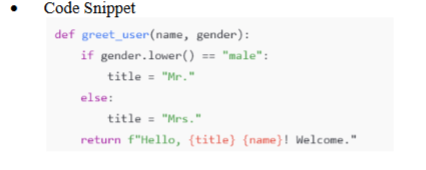 • Code Snippet
def greet_user(name, gender):
    if gender.lower() == "male":
        title = "Mr."
    else:
        title = "Mrs."
    return f"Hello, {title} {name}! Welcome."